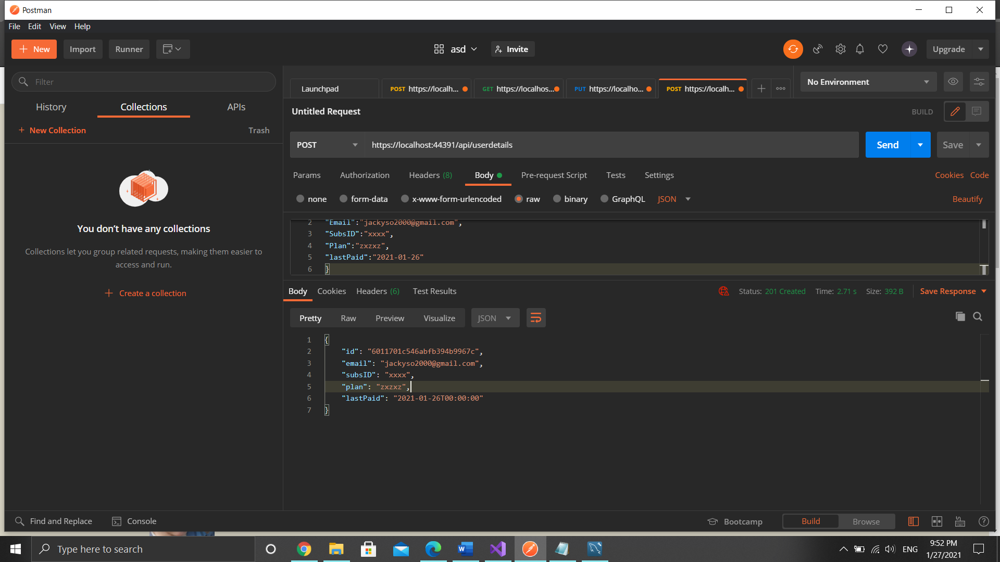 Postman
File Edit View Help
New Import Runner asd Invite Upgrade
Filter
History Collections APIs
New Collection Trash
You don't have any collections
Collections let you group related requests, making them easier to
access and run.
Create a collection
Launchpad POST https://localh... GET https://localhos... PUT https://localho... POST https://localh... No Environment
Untitled Request BUILD
POST https://localhost:44391/api/userdetails Send Save
Params Authorization Headers (8) Body Pre-request Script Tests Settings Cookies Code
none form-data x-www-form-urlencoded raw binary GraphQL JSON Beautify
2 "Email":"jackyso2000@gmail.com",
3 "SubsID":"xxxx",
4 "Plan":"zxzxz",
5 "lastPaid":"2021-01-26"
6 }
Body Cookies Headers (6) Test Results Status: 201 Created Time: 2.71 s Size: 392 B Save Response
Pretty Raw Preview Visualize JSON
1 {
2 "id": "6011701c546abfb394b9967c",
3 "email": "jackyso2000@gmail.com",
4 "subsID": "xxxx",
5 "plan": "zxzxz",
6 "lastPaid": "2021-01-26T00:00:00"
7 }
Find and Replace Console Bootcamp Build Browse
Type here to search ENG 9:52 PM
1/27/2021